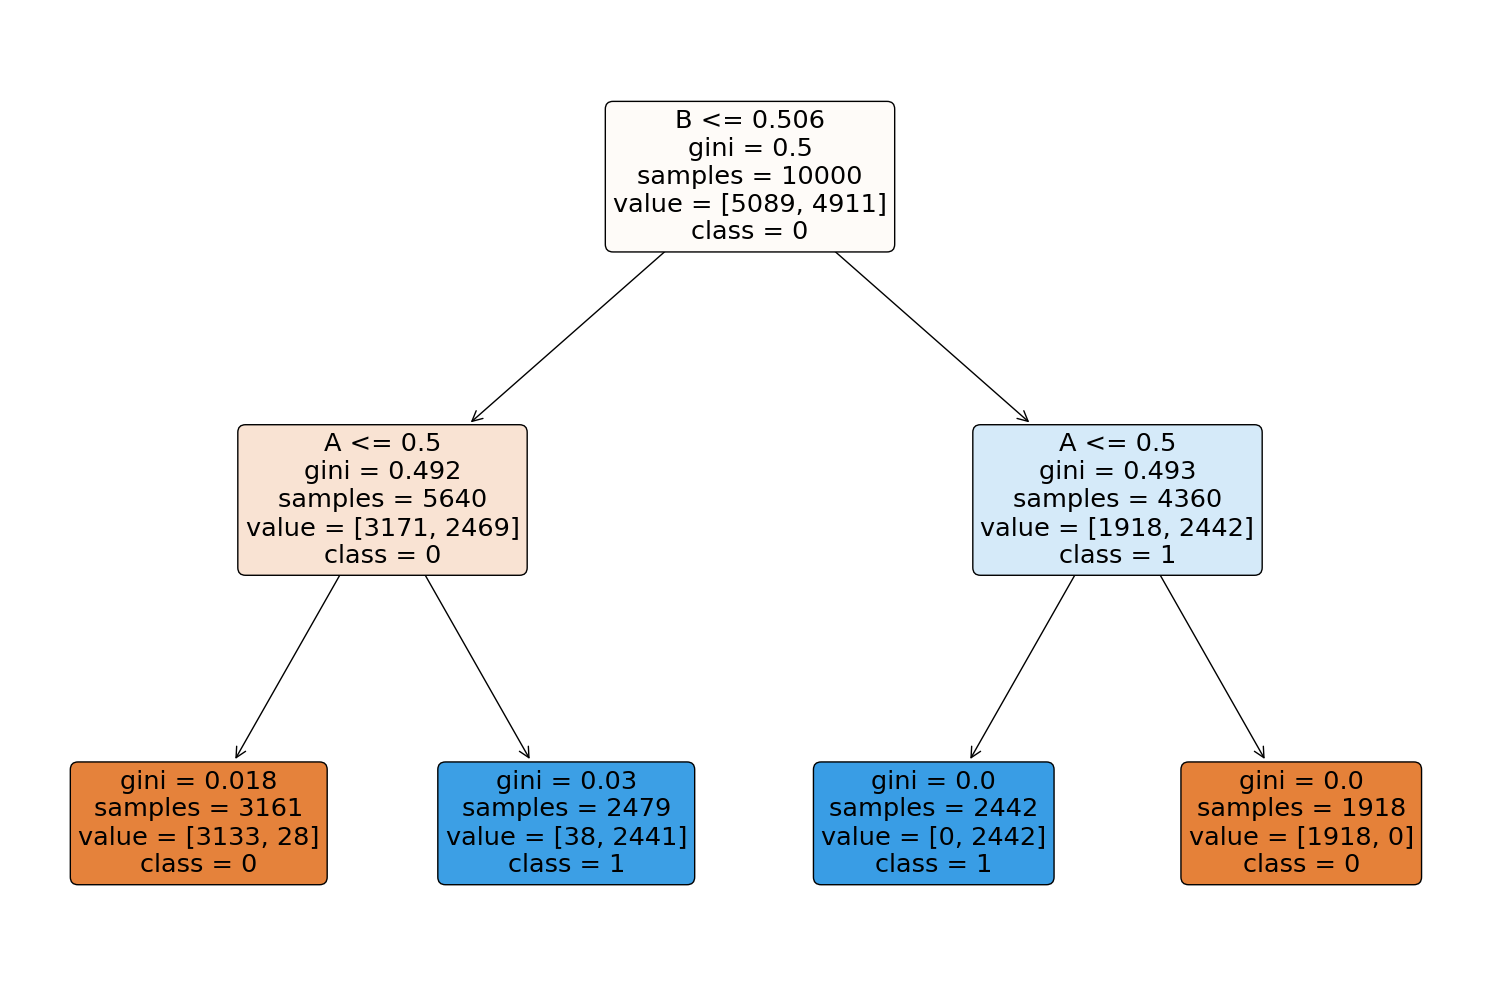 B <= 0.506
gini = 0.5
samples = 10000
value = [5089, 4911]
class = 0
A <= 0.5
gini = 0.492
samples = 5640
value = [3171, 2469]
class = 0
A <= 0.5
gini = 0.493
samples = 4360
value = [1918, 2442]
class = 1
gini = 0.018
samples = 3161
value = [3133, 28]
class = 0
gini = 0.03
samples = 2479
value = [38, 2441]
class = 1
gini = 0.0
samples = 2442
value = [0, 2442]
class = 1
gini = 0.0
samples = 1918
value = [1918, 0]
class = 0